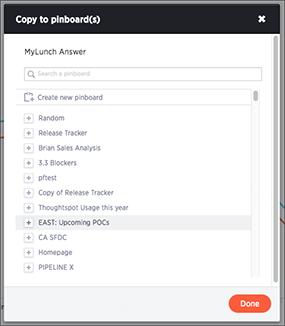 Copy to pinboard(s)
MyLunch Answer
Search a pinboard
Create new pinboard
Random
Release Tracker
Brian Sales Analysis
3.3 Blockers
pftest
Copy of Release Tracker
Thoughtspot Usage this year
EAST: Upcoming POCs
CA SFDC
Homepage
PIPELINE X
Done